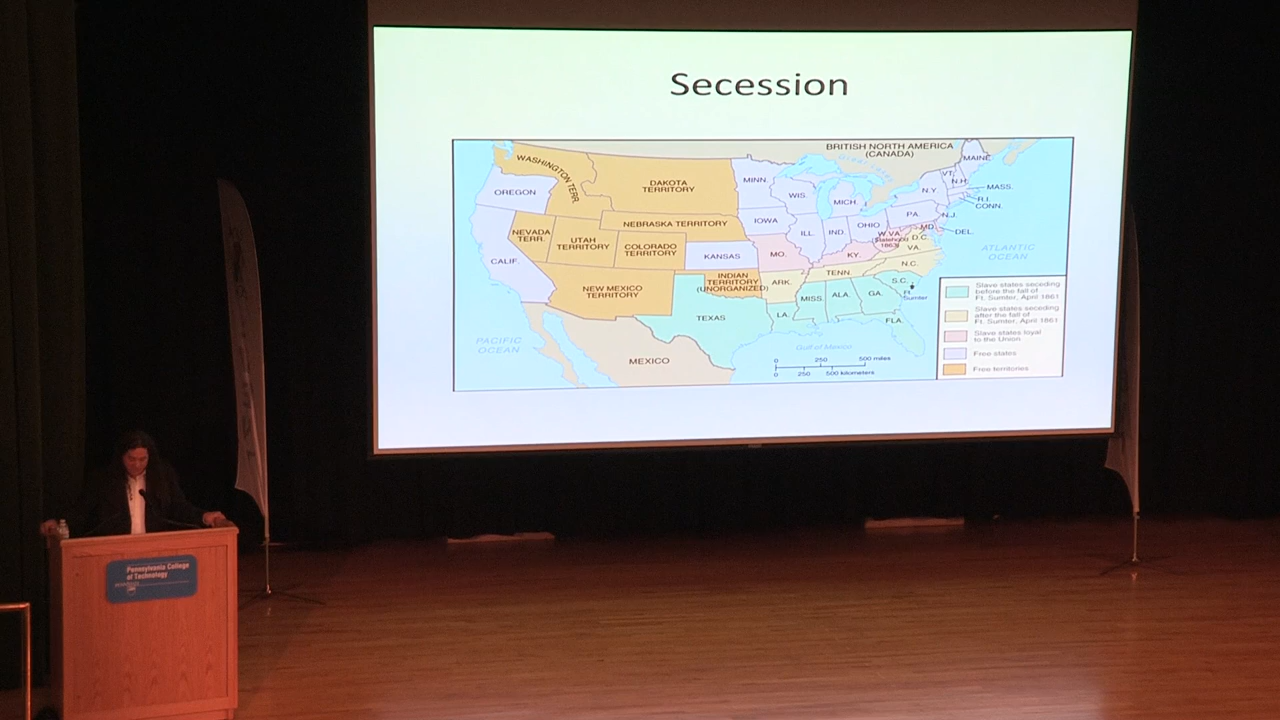 Secession
BRITISH NORTH AMERICA
(CANADA)
WASHINGTON TERR.
DAKOTA
TERRITORY
MINN.
MAINE
VT.
N.H.
OREGON
WIS.
MICH.
N.Y.
MASS.
R.I.
CONN.
NEBRASKA TERRITORY
IOWA
PA.
N.J.
NEVADA
TERR.
UTAH
TERRITORY
COLORADO
TERRITORY
ILL.
IND.
OHIO
MD.
DEL.
W.VA.
D.C.
VA.
KANSAS
MO.
KY.
CALIF.
ATLANTIC
OCEAN
INDIAN
TERRITORY
(UNORGANIZED)
TENN.
N.C.
NEW MEXICO
TERRITORY
ARK.
S.C.
Ft.
Sumter
TEXAS
MISS.
ALA.
GA.
LA.
FLA.
PACIFIC
OCEAN
MEXICO
Gulf of Mexico
0 250 500 miles
0 250 500 kilometers
Slave states seceding
before the fall of
Ft. Sumter, April 1861
Slave states seceding
after the fall of
Ft. Sumter, April 1861
Slave states loyal
to the Union
Free states
Free territories
Pennsylvania College
of Technology